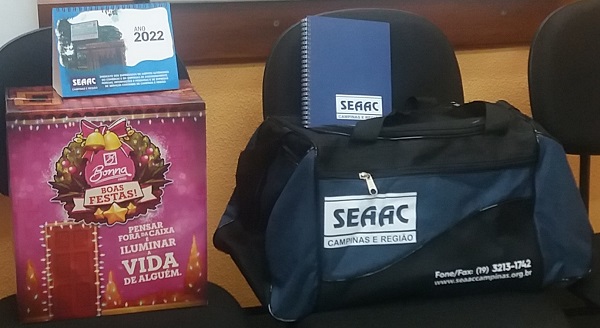 ANO
2022
SEAAC
CAMPINAS E REGIÃO
Bonna
BOAS
FESTAS!
PENSAR
FORA DA CAIXA
É
ILUMINAR
A
VIDA
DE ALGUÉM.
SEAAC
CAMPINAS E REGIÃO
SEAAC
CAMPINAS E REGIÃO
Fone/Fax: (19) 3213-1742
www.seaaccampinas.org.br